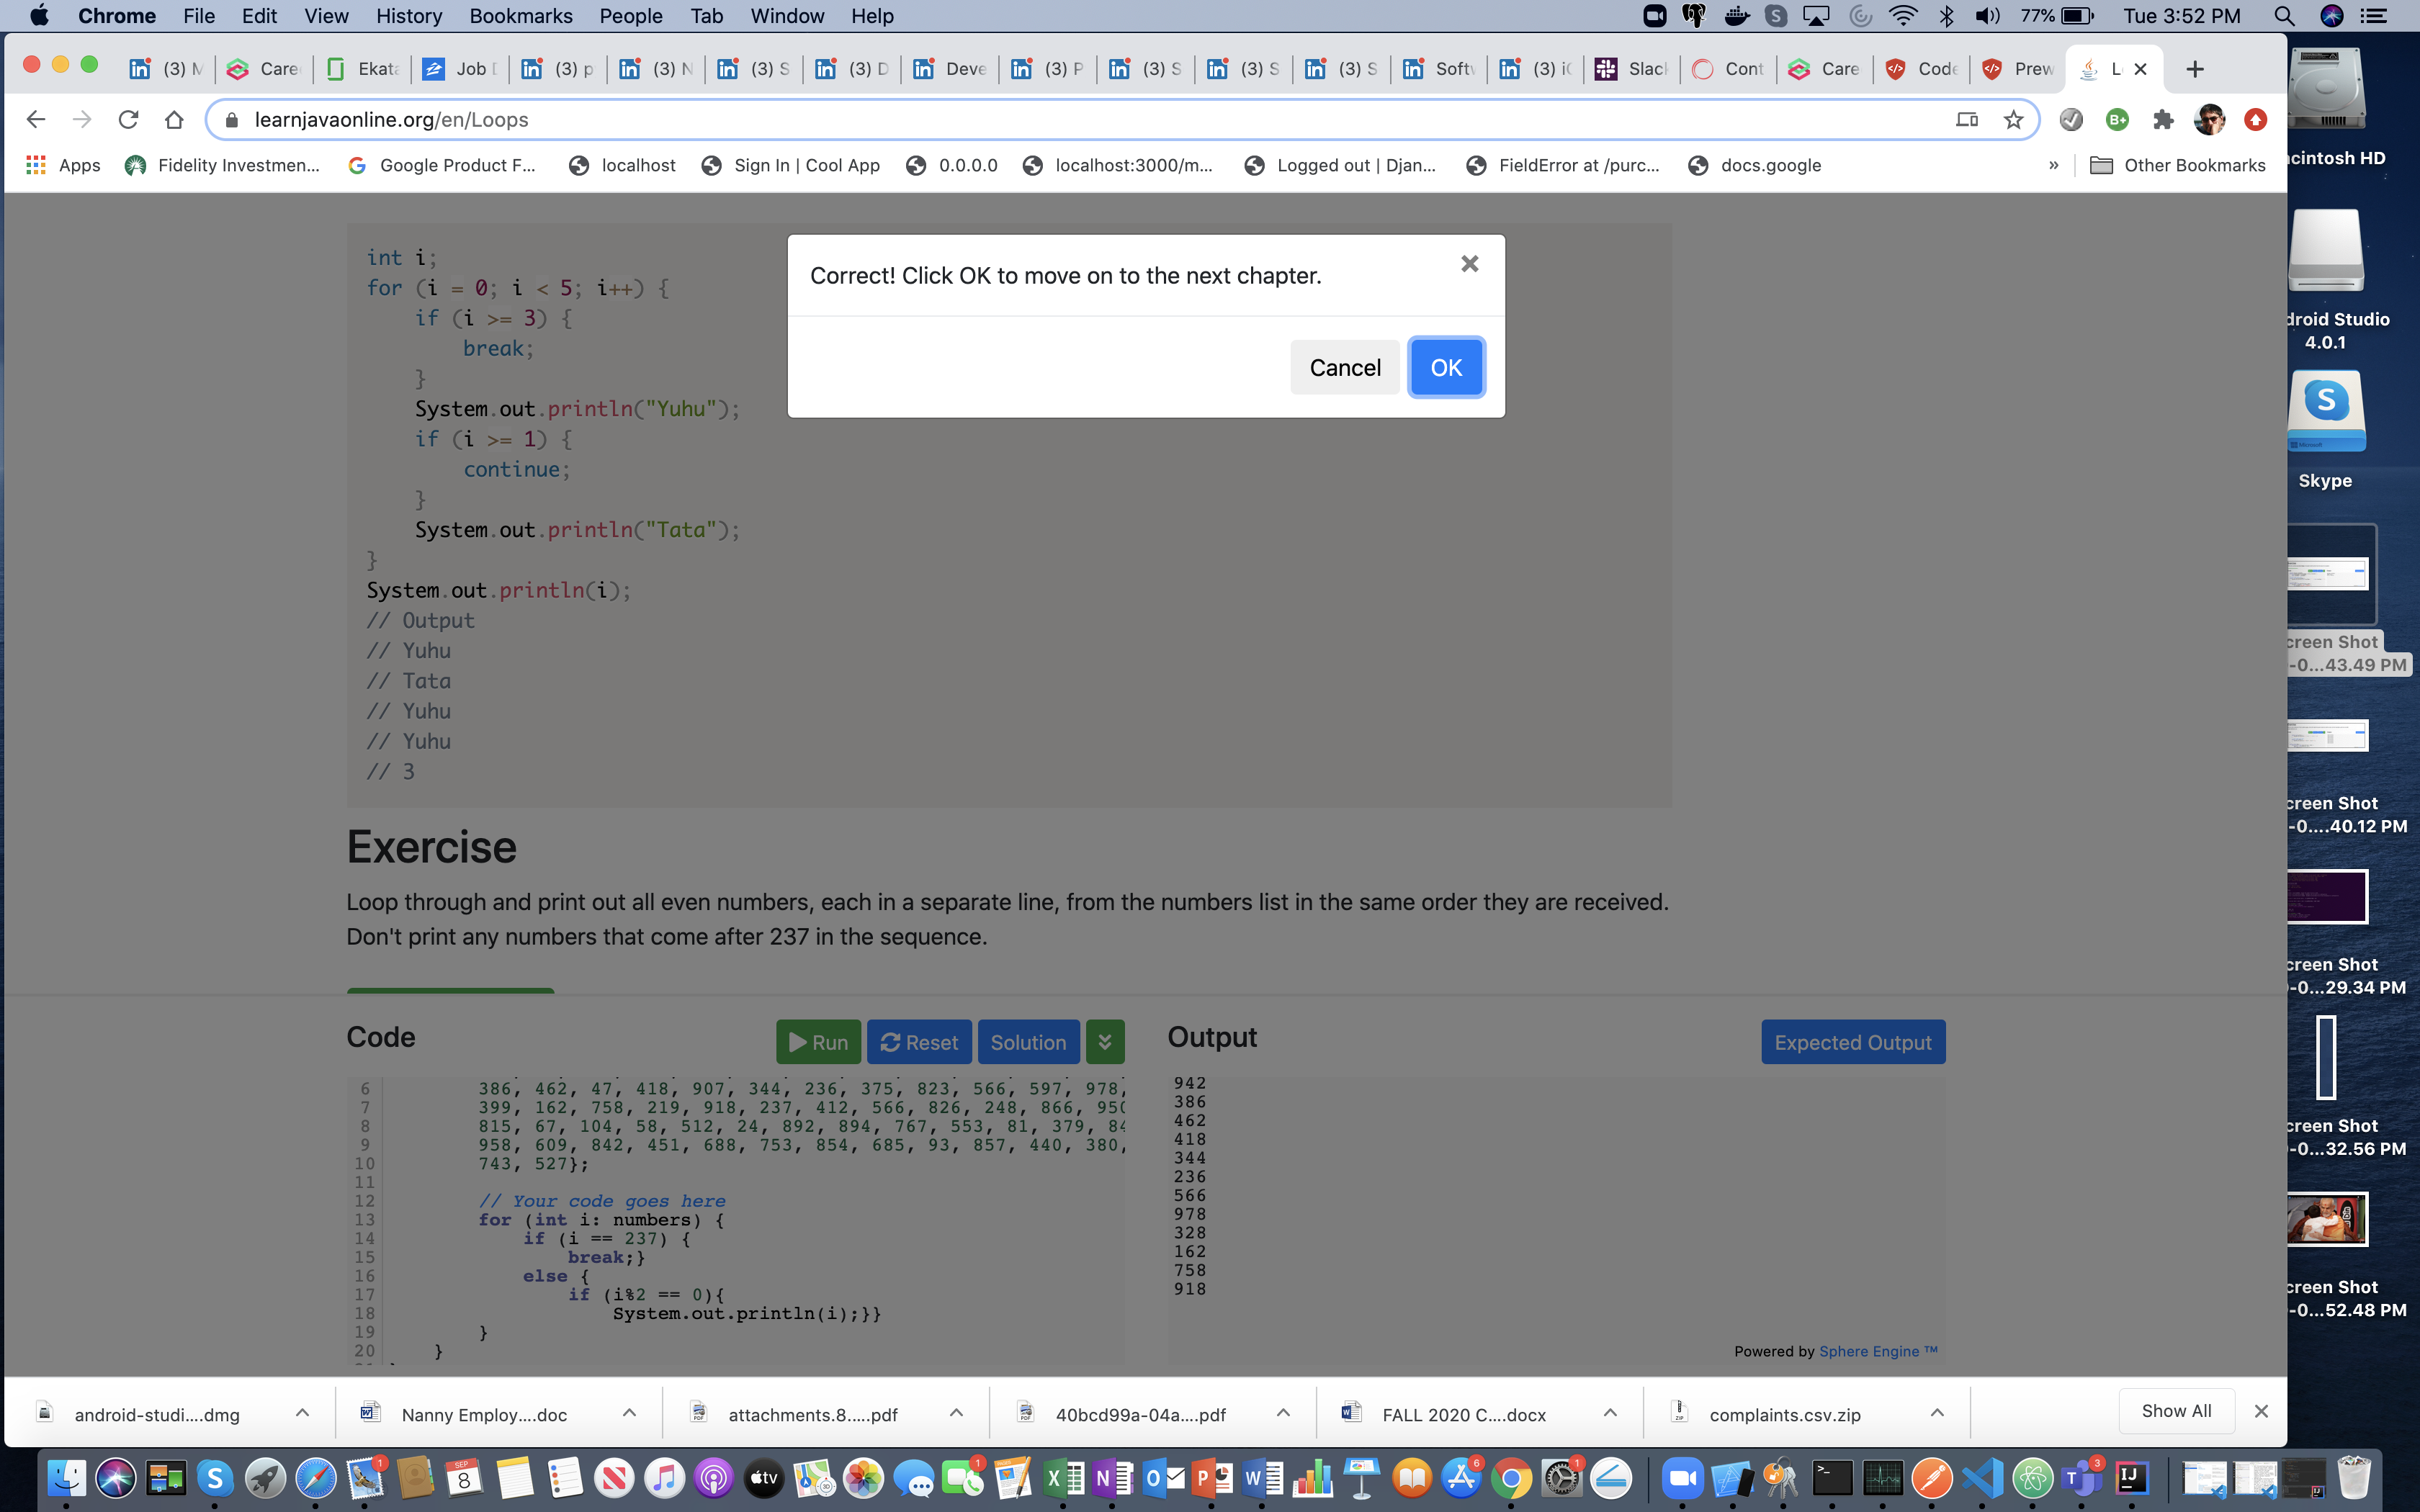 Chrome File Edit View History Bookmarks People Tab Window Help 77% Tue 3:52 PM
(3) M Care Ekata Job D (3) p (3) N (3) S (3) D Deve (3) P (3) S (3) S (3) S Softw (3) iO Slack Cont Care Code Prew L
learnjavaonline.org/en/Loops
Apps Fidelity Investmen... Google Product F... localhost Sign In | Cool App 0.0.0.0 localhost:3000/m... Logged out | Djan... FieldError at /purc... docs.google » Other Bookmarks
Correct! Click OK to move on to the next chapter.
Cancel OK
int i;
for (i = 0; i < 5; i++) {
if (i >= 3) {
break;
}
System.out.println("Yuhu");
if (i >= 1) {
continue;
}
System.out.println("Tata");
}
System.out.println(i);
// Output
// Yuhu
// Tata
// Yuhu
// Yuhu
// 3
Exercise
Loop through and print out all even numbers, each in a separate line, from the numbers list in the same order they are received.
Don't print any numbers that come after 237 in the sequence.
Code Run Reset Solution
6 386, 462, 47, 418, 907, 344, 236, 375, 823, 566, 597, 978,
7 399, 162, 758, 219, 918, 237, 412, 566, 826, 248, 866, 950
8 815, 67, 104, 58, 512, 24, 892, 894, 767, 553, 81, 379, 84
9 958, 609, 842, 451, 688, 753, 854, 685, 93, 857, 440, 380,
10 743, 527};
11
12 // Your code goes here
13 for (int i: numbers) {
14 if (i == 237) {
15 break;}
16 else {
17 if (i%2 == 0){
18 System.out.println(i);}}
19 }
20 }
Output Expected Output
942
386
462
418
344
236
566
978
328
162
758
918
Powered by Sphere Engine ™
android-studi....dmg Nanny Employ....doc attachments.8.....pdf 40bcd99a-04a....pdf FALL 2020 C....docx complaints.csv.zip Show All
cintosh HD
droid Studio
4.0.1
Skype
creen Shot
-0...43.49 PM
creen Shot
-0....40.12 PM
creen Shot
-0...29.34 PM
creen Shot
-0...32.56 PM
creen Shot
-0...52.48 PM
SEP
8
tv